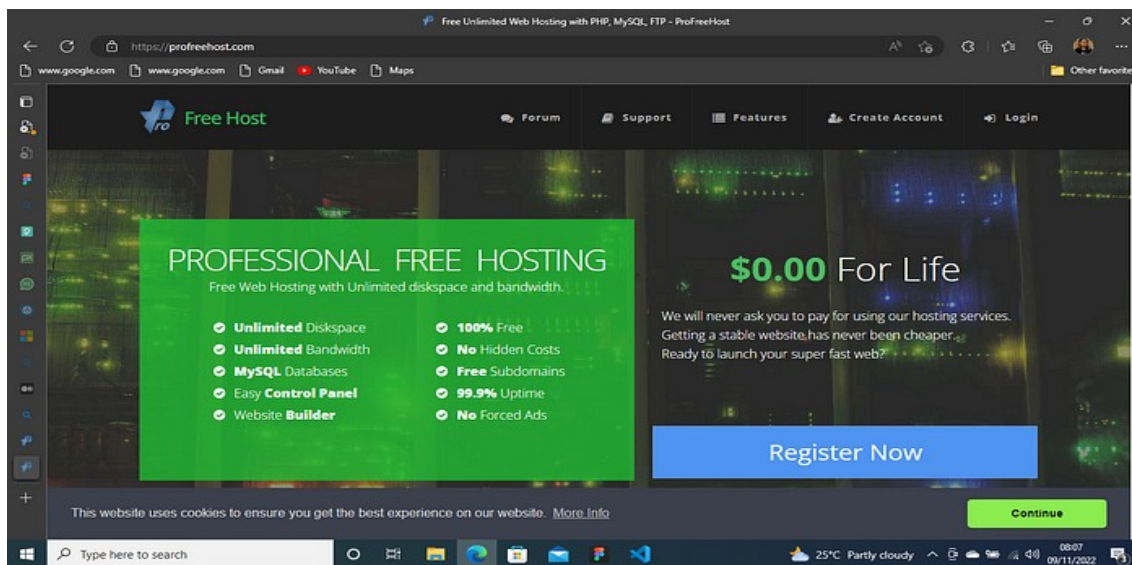 Free Unlimited Web Hosting with PHP, MySQL, FTP - ProFreeHost
https://profreehost.com
www.google.com www.google.com Gmail YouTube Maps Other favorite
ro Free Host Forum Support Features Create Account Login
PROFESSIONAL FREE HOSTING
Free Web Hosting with Unlimited diskspace and bandwidth.
Unlimited Diskspace 100% Free
Unlimited Bandwidth No Hidden Costs
MySQL Databases Free Subdomains
Easy Control Panel 99.9% Uptime
Website Builder No Forced Ads
$0.00 For Life
We will never ask you to pay for using our hosting services.
Getting a stable website has never been cheaper.
Ready to launch your super fast web?
Register Now
This website uses cookies to ensure you get the best experience on our website. More Info Continue
Type here to search 25°C Partly cloudy 08:07
09/11/2022